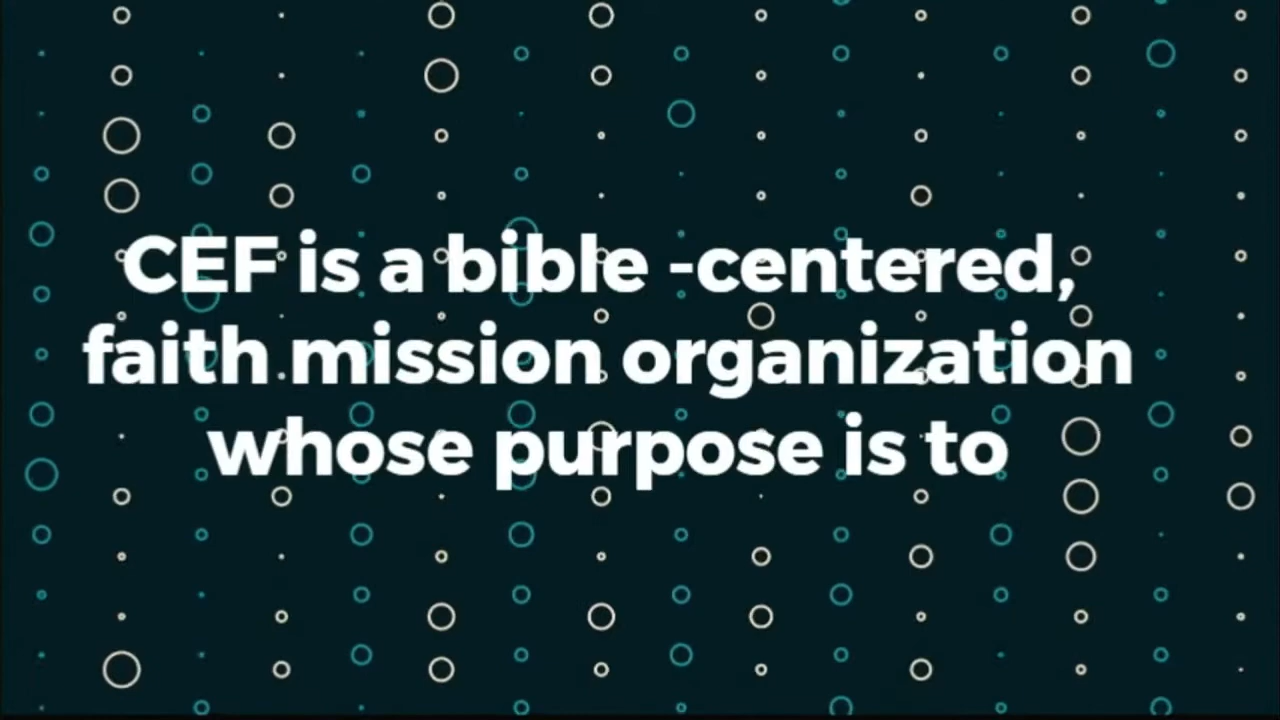 CEF is a bible -centered,
faith mission organization
whose purpose is to